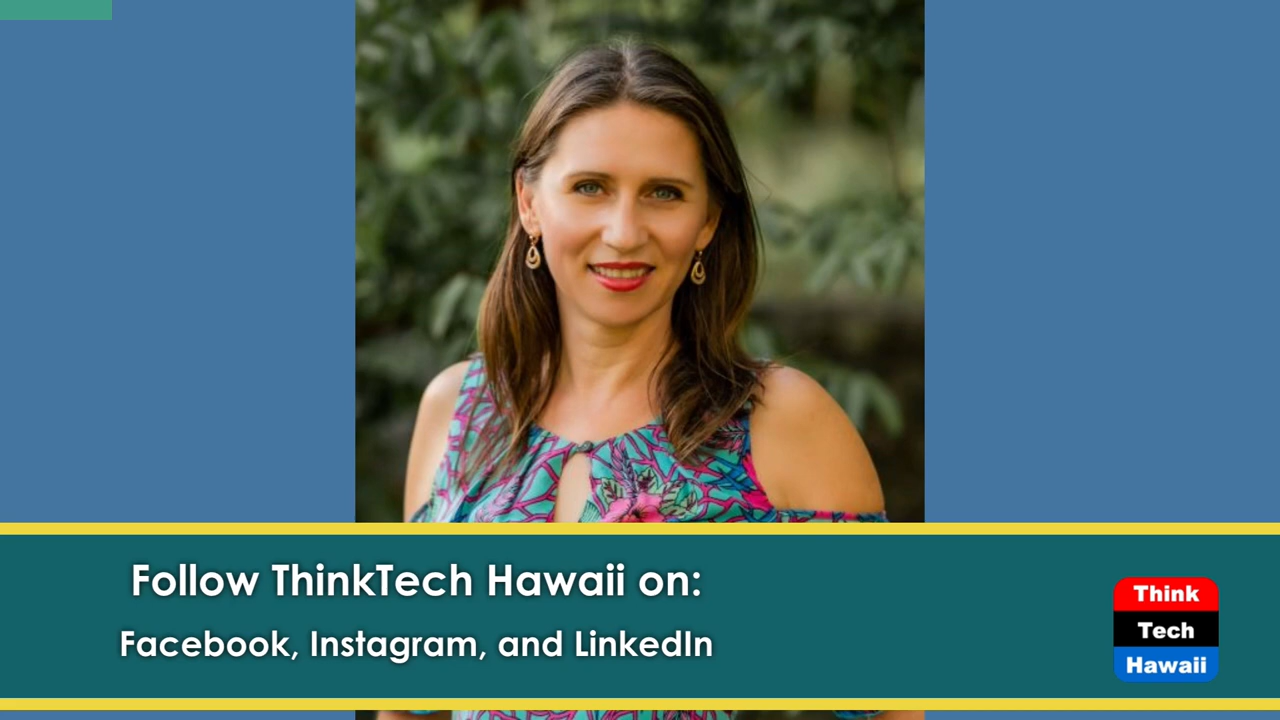 Follow ThinkTech Hawaii on:
Facebook, Instagram, and LinkedIn
Think
Tech
Hawaii